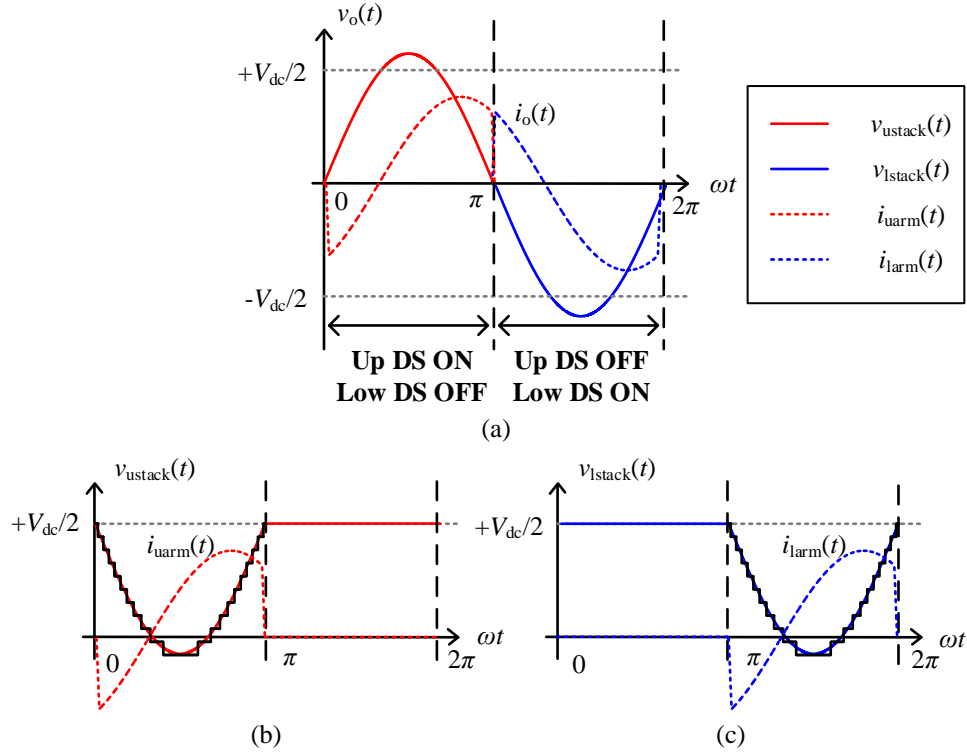 (a)
v_o(t)
+V_dc/2
i_o(t)
0
π
ωt
2π
-V_dc/2
Up DS ON
Low DS OFF
Up DS OFF
Low DS ON
v_ustack(t)
v_lstack(t)
i_uarm(t)
i_larm(t)
(a)
v_ustack(t)
+V_dc/2
i_uarm(t)
0
π
ωt
2π
(b)
v_lstack(t)
+V_dc/2
i_larm(t)
0
π
ωt
2π
(c)